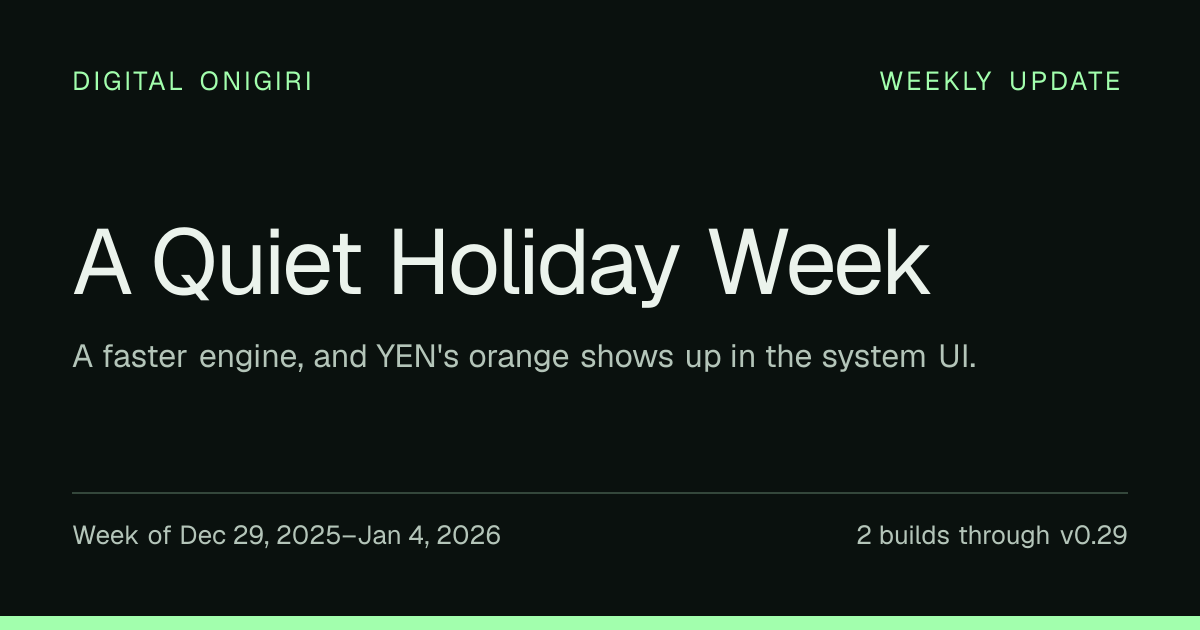 DIGITAL ONIGIRI
WEEKLY UPDATE
A Quiet Holiday Week
A faster engine, and YEN's orange shows up in the system UI.
Week of Dec 29, 2025–Jan 4, 2026
2 builds through v0.29